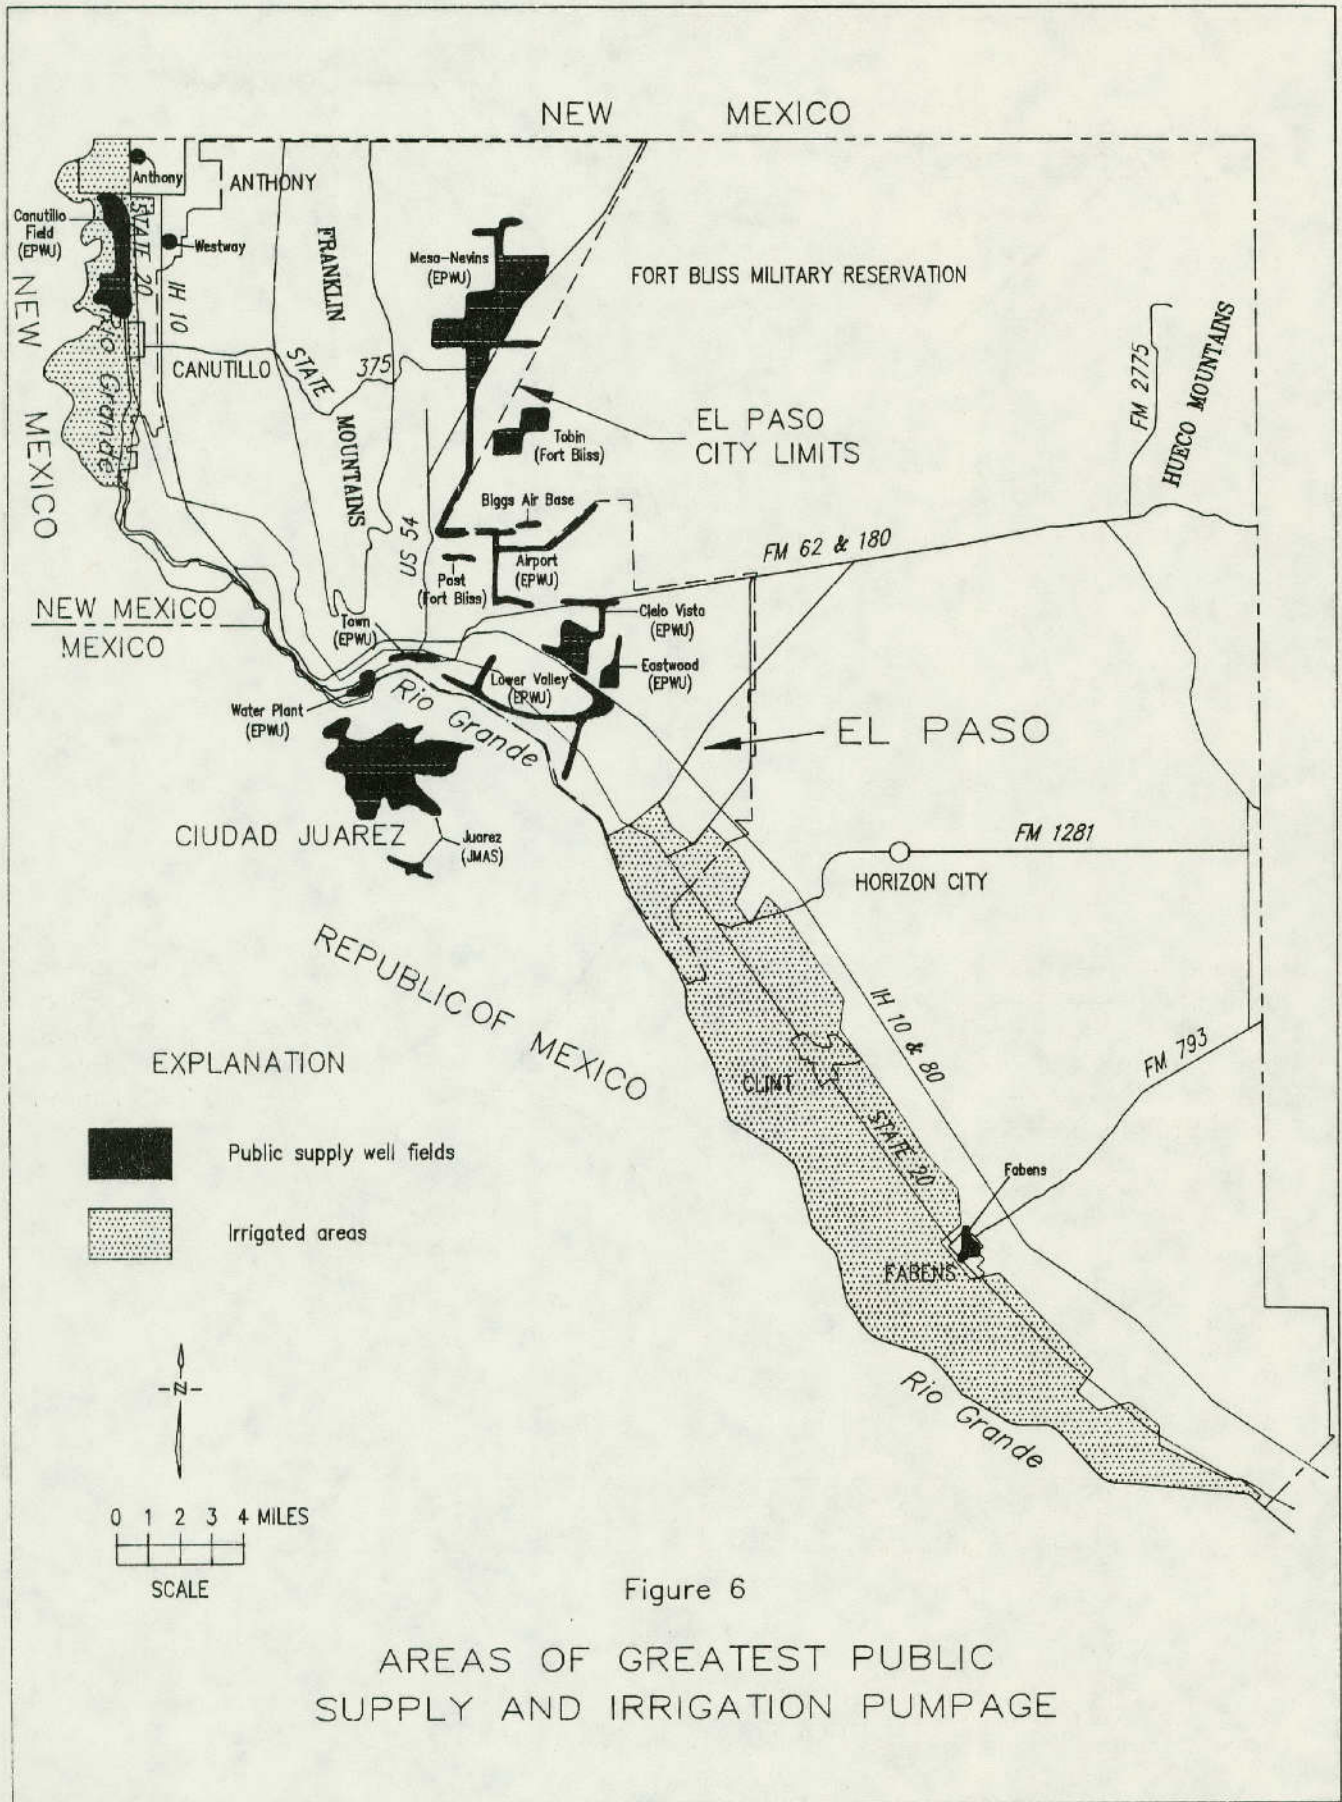 NEW MEXICO
Anthony
ANTHONY
Canutillo
Field
(EPWU)
STATE 20
Westway
IH 10
FRANKLIN
MOUNTAINS
Mesa-Nevins
(EPWU)
FORT BLISS MILITARY RESERVATION
NEW MEXICO
Rio Grande
CANUTILLO
STATE
375
FM 2775
HUECO MOUNTAINS
EL PASO
CITY LIMITS
Tobin
(Fort Bliss)
Biggs Air Base
US 54
FM 62 & 180
Airport
(EPWU)
Post
(Fort Bliss)
NEW MEXICO
MEXICO
Town
(EPWU)
Cielo Vista
(EPWU)
Eastwood
(EPWU)
Lower Valley
(EPWU)
Water Plant
(EPWU)
Rio Grande
EL PASO
CIUDAD JUAREZ
Juarez
(JMAS)
FM 1281
HORIZON CITY
REPUBLIC OF MEXICO
IH 10 & 80
FM 793
CLINT
STATE 20
Fabens
FABENS
Rio Grande
EXPLANATION
Public supply well fields
Irrigated areas
N
0 1 2 3 4 MILES
SCALE
Figure 6
AREAS OF GREATEST PUBLIC
SUPPLY AND IRRIGATION PUMPAGE